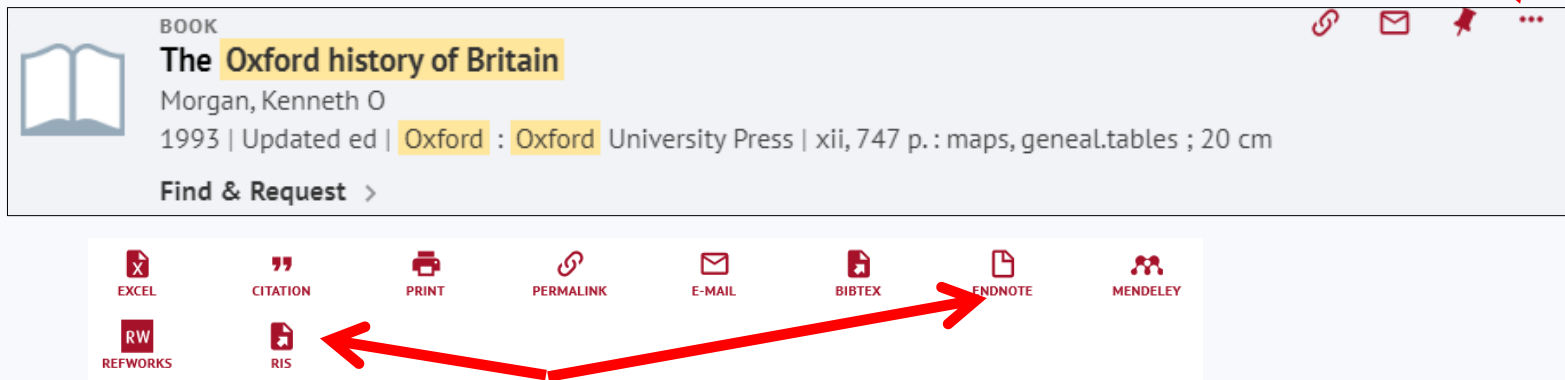 BOOK
The Oxford history of Britain
Morgan, Kenneth O
1993 | Updated ed | Oxford : Oxford University Press | xii, 747 p. : maps, geneal.tables ; 20 cm
Find & Request >
EXCEL CITATION PRINT PERMALINK E-MAIL BIBTEX ENDNOTE MENDELEY
RW
REFWORKS RIS